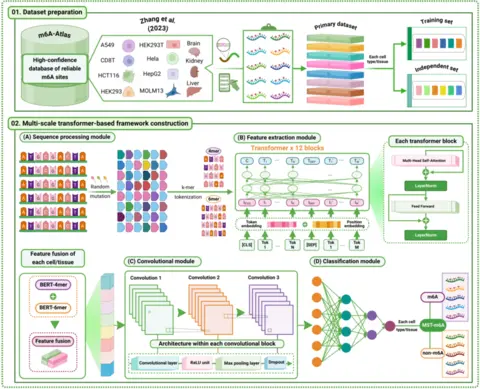 01. Dataset preparation
m6A-Atlas
High-confidence
database of reliable
m6A sites
Zhang et al.
(2023)
A549
HEK293T
Brain
CD8T
Hela
Kidney
HCT116
HepG2
Liver
HEK293
MOLM13
Primary dataset
Each cell
type/tissue
Training set
Independent set
02. Multi-scale transformer-based framework construction
(A) Sequence processing module
Random
mutation
k-mer
tokenization
4mer
6mer
(B) Feature extraction module
Transformer x 12 blocks
Token
embedding
Position
embedding
[CLS]
Tok
1
Tok
N
[SEP]
Tok
1
Tok
M
Each transformer
block
Multi-Head Self-Attention
LayerNorm
Feed Forward
LayerNorm
Feature fusion of
each cell/tissue
BERT-4mer
BERT-6mer
Feature fusion
(C) Convolutional module
Convolution 1
Convolution 2
Convolution 3
Architecture within each convolutional block
Convolutional layer
ReLU unit
Max pooling layer
Dropout
(D) Classification module
Each cell
type/tissue
m6A
MST-m6A
non-m6A